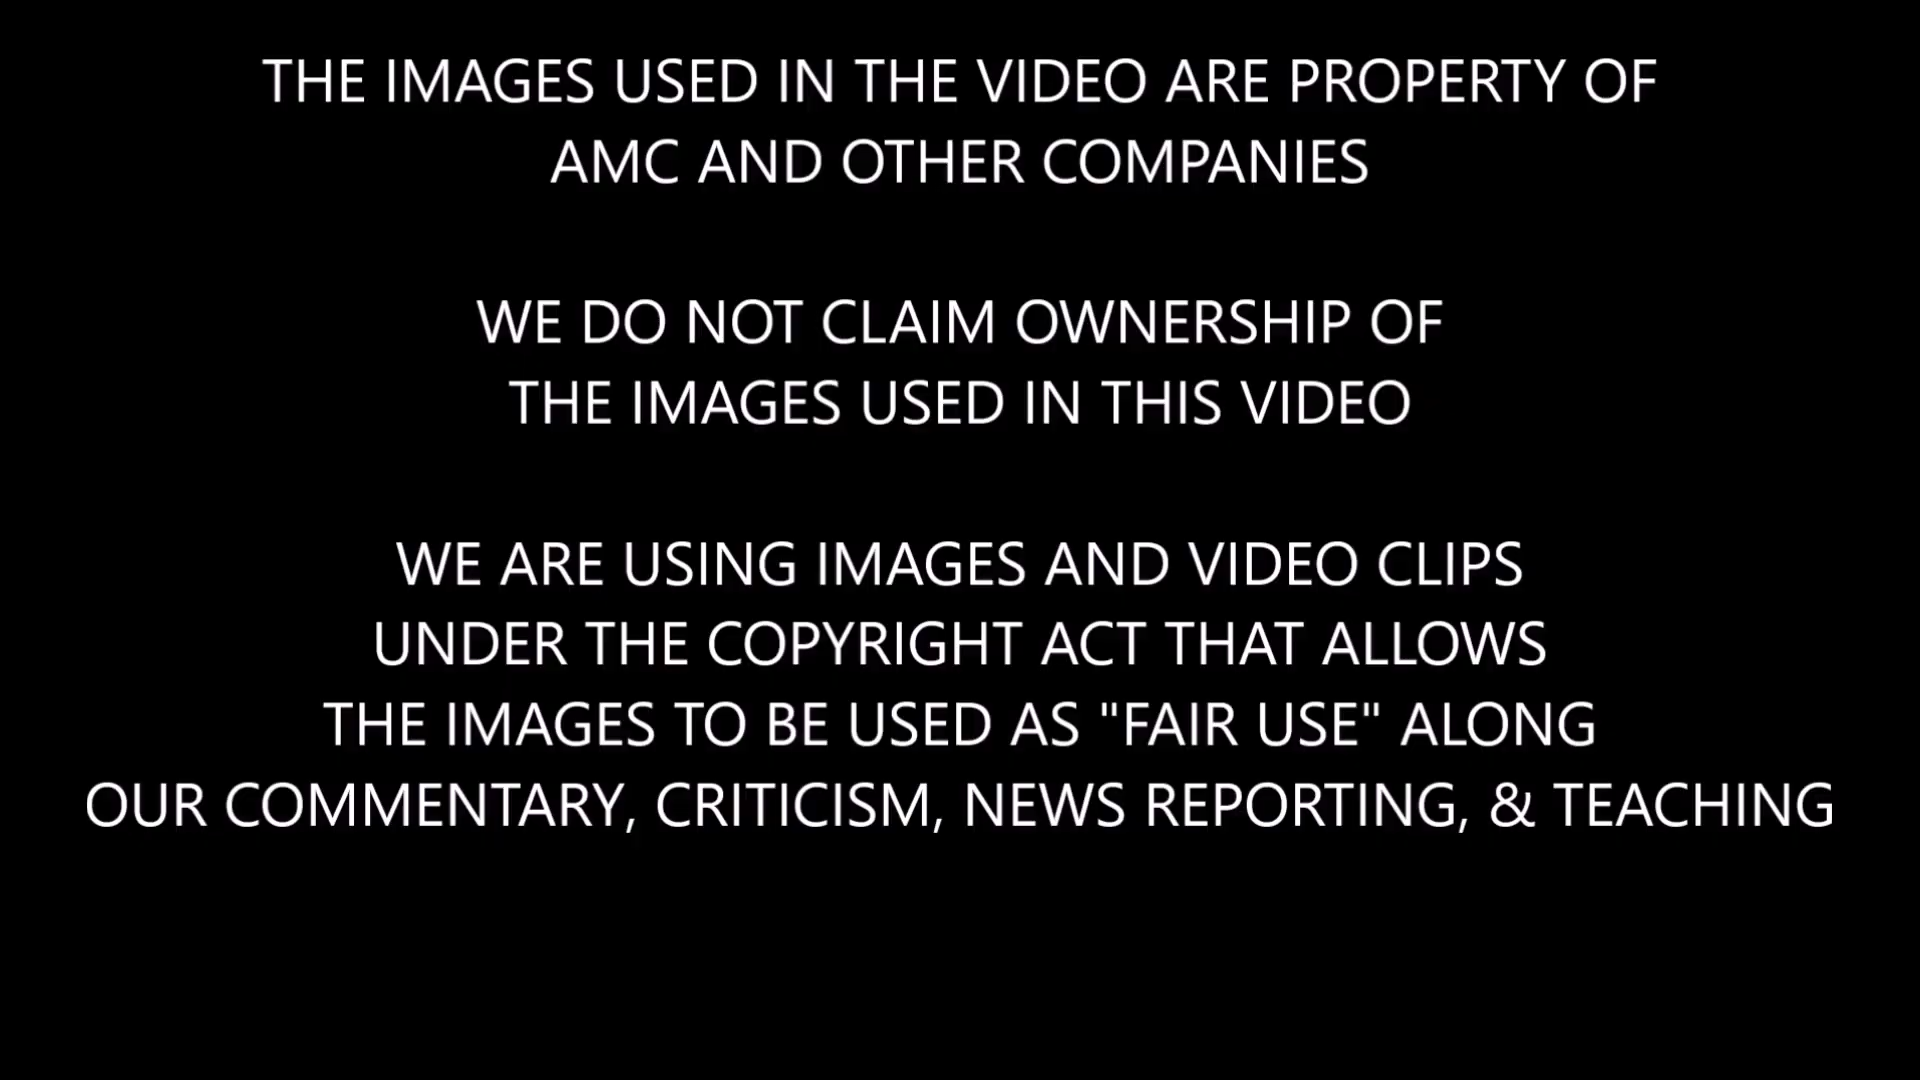 THE IMAGES USED IN THE VIDEO ARE PROPERTY OF
AMC AND OTHER COMPANIES
WE DO NOT CLAIM OWNERSHIP OF
THE IMAGES USED IN THIS VIDEO
WE ARE USING IMAGES AND VIDEO CLIPS
UNDER THE COPYRIGHT ACT THAT ALLOWS
THE IMAGES TO BE USED AS "FAIR USE" ALONG
OUR COMMENTARY, CRITICISM, NEWS REPORTING, & TEACHING